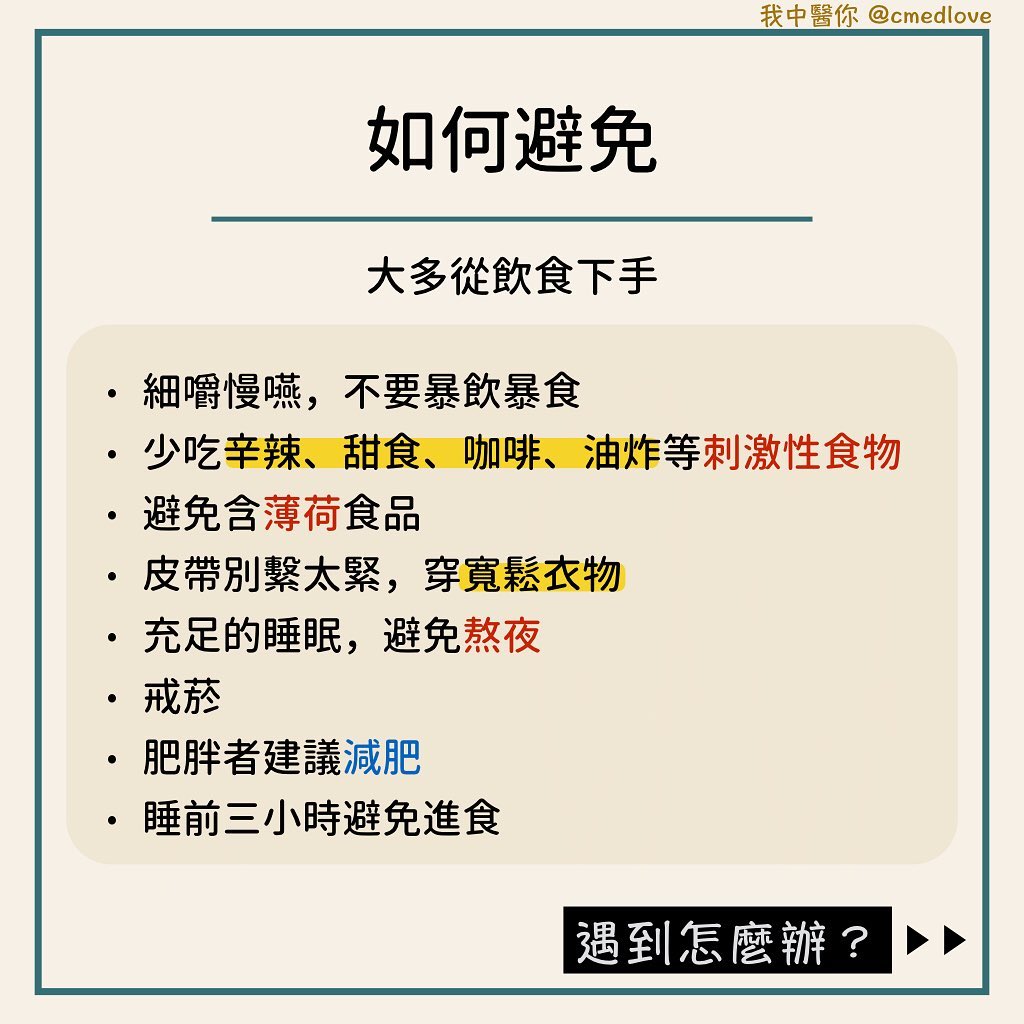 我中醫你 @cmedlove
如何避免
大多從飲食下手
• 細嚼慢嚥，不要暴飲暴食
• 少吃辛辣、甜食、咖啡、油炸等刺激性食物
• 避免含薄荷食品
• 皮帶別繫太緊，穿寬鬆衣物
• 充足的睡眠，避免熬夜
• 戒菸
• 肥胖者建議減肥
• 睡前三小時避免進食
遇到怎麼辦？